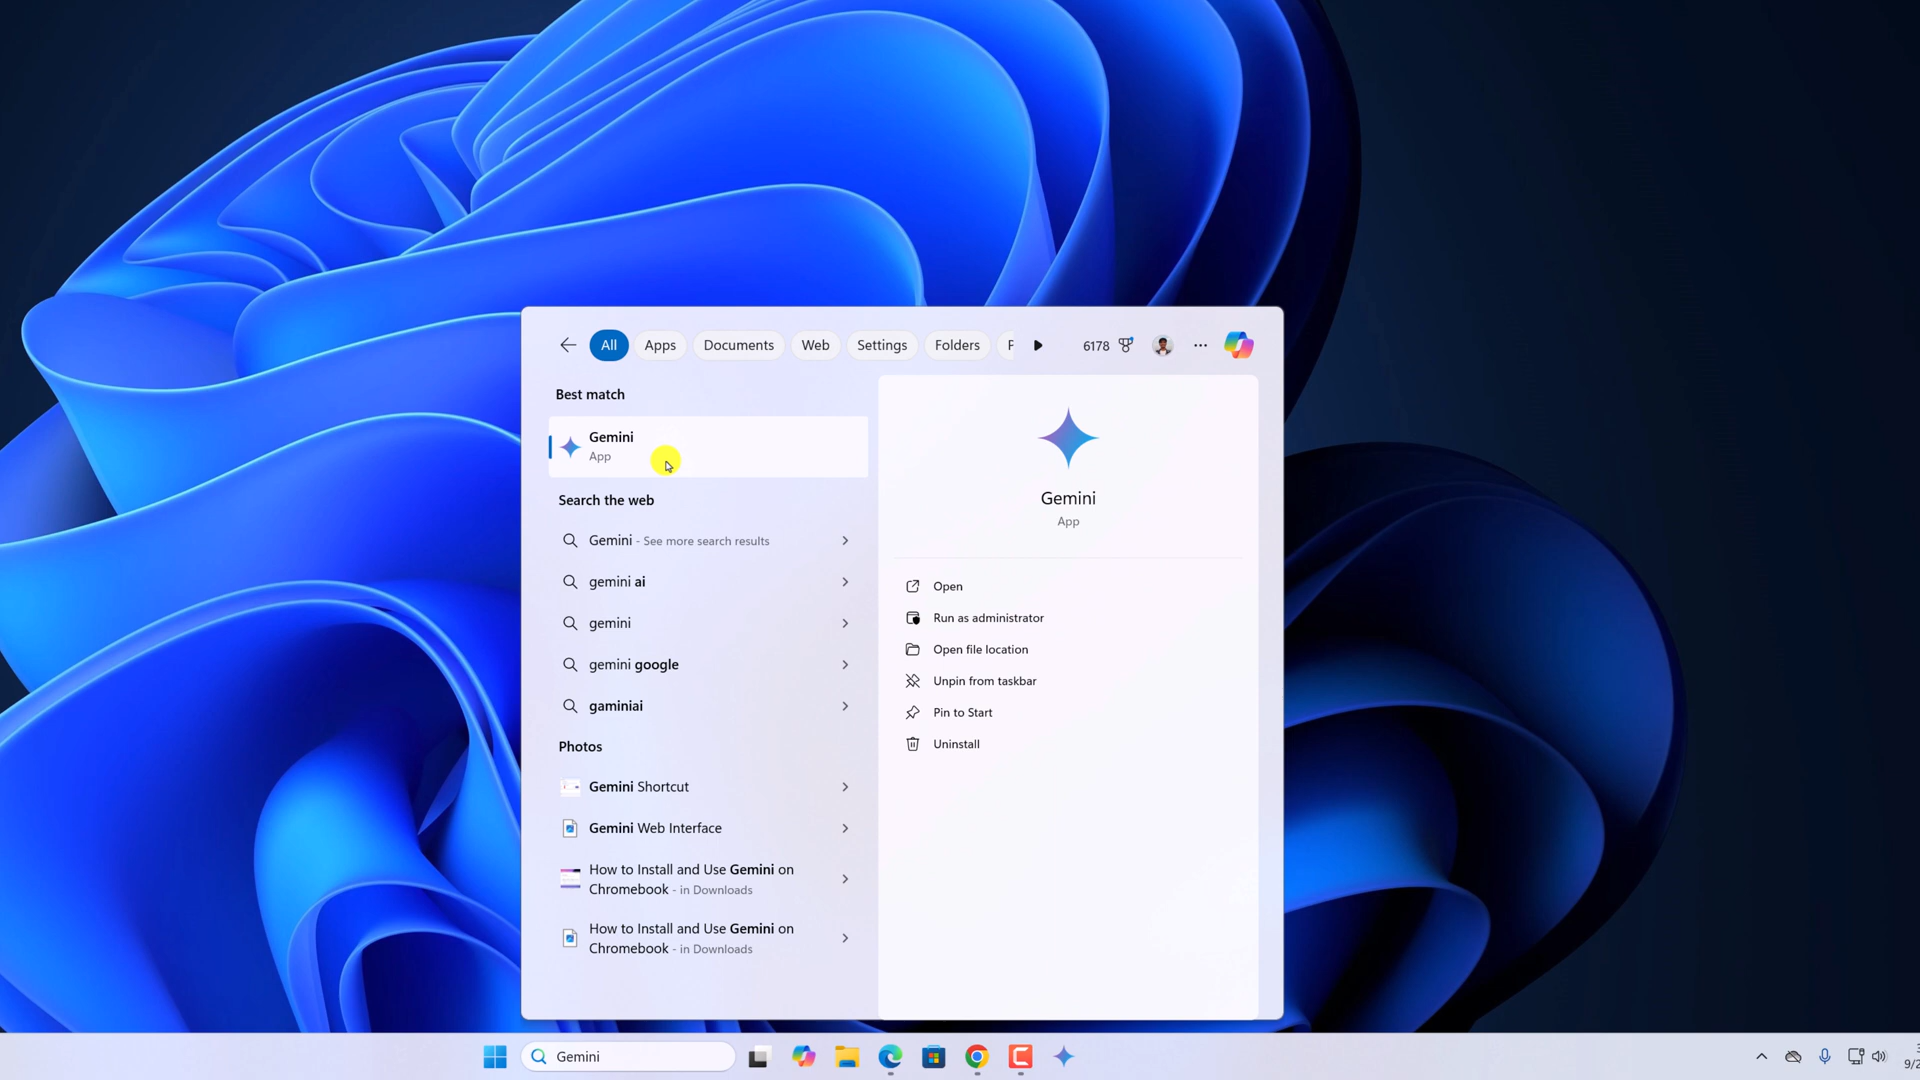 All
Apps
Documents
Web
Settings
Folders
6178
Best match
Gemini
App
Search the web
Gemini - See more search results
gemini ai
gemini
gemini google
gaminiai
Photos
Gemini Shortcut
Gemini Web Interface
How to Install and Use Gemini on
Chromebook - in Downloads
How to Install and Use Gemini on
Chromebook - in Downloads
Gemini
App
Open
Run as administrator
Open file location
Unpin from taskbar
Pin to Start
Uninstall
Gemini